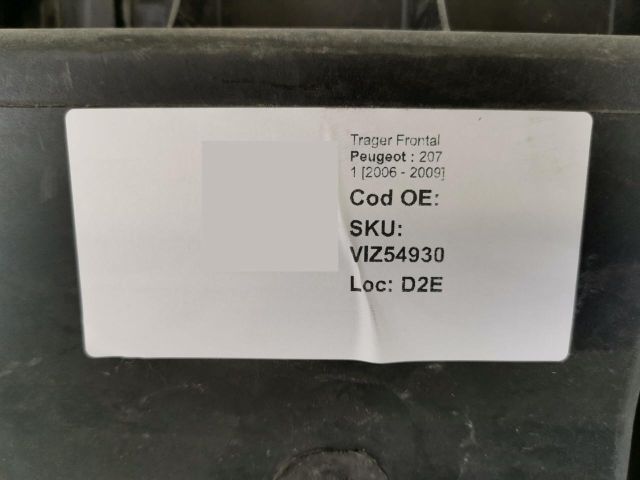 Trager Frontal
Peugeot : 207
1 [2006 - 2009]
Cod OE:
SKU:
VIZ54930
Loc: D2E